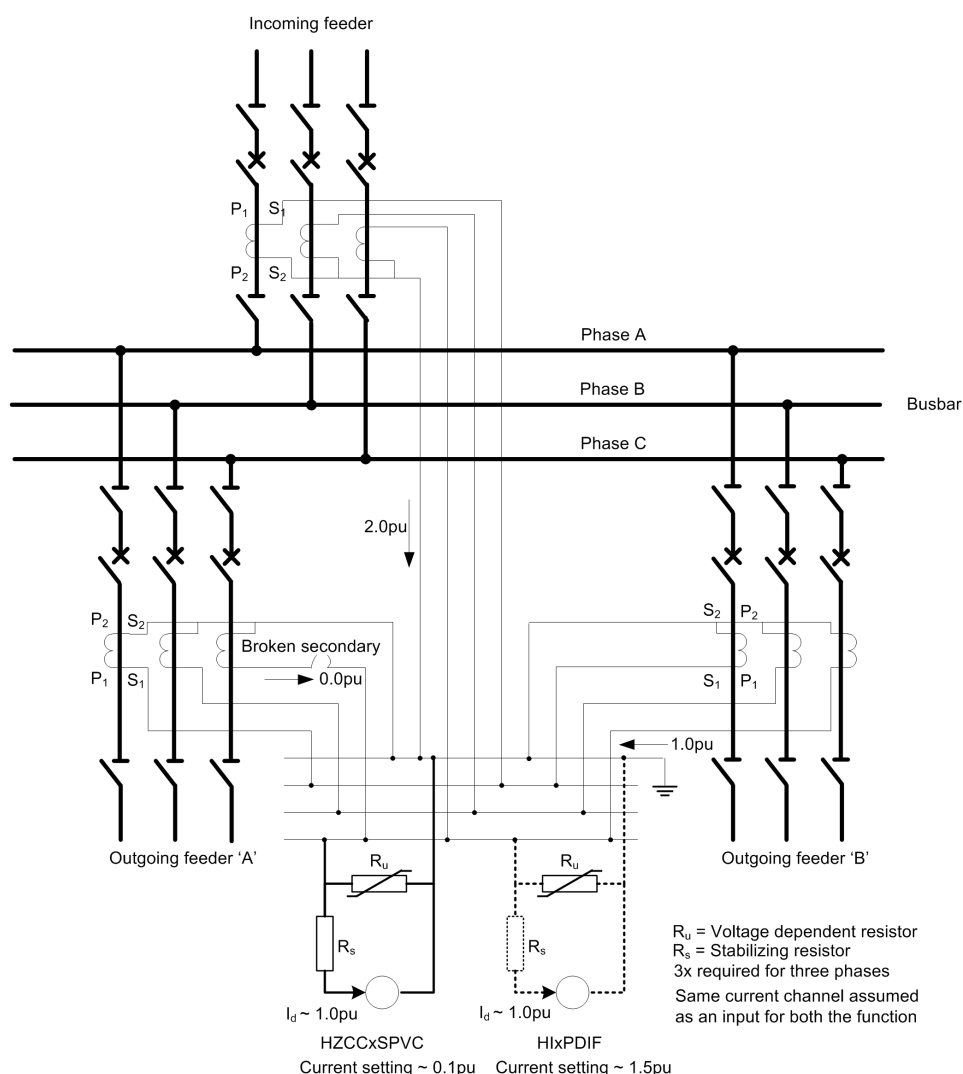 Incoming feeder
P₁ S₁
P₂ S₂
Phase A
Phase B
Busbar
Phase C
2.0pu
P₂ S₂
S₂ P₂
Broken secondary
P₁ S₁
0.0pu
S₁ P₁
1.0pu
Outgoing feeder ‘A’
Outgoing feeder ‘B’
Rᵤ
Rᵤ
Rₛ
Rₛ
Rᵤ = Voltage dependent resistor
Rₛ = Stabilizing resistor
3x required for three phases
Same current channel assumed
as an input for both the function
I_d ~ 1.0pu
I_d ~ 1.0pu
HZCCxSPVC
HIxPDIF
Current setting ~ 0.1pu
Current setting ~ 1.5pu